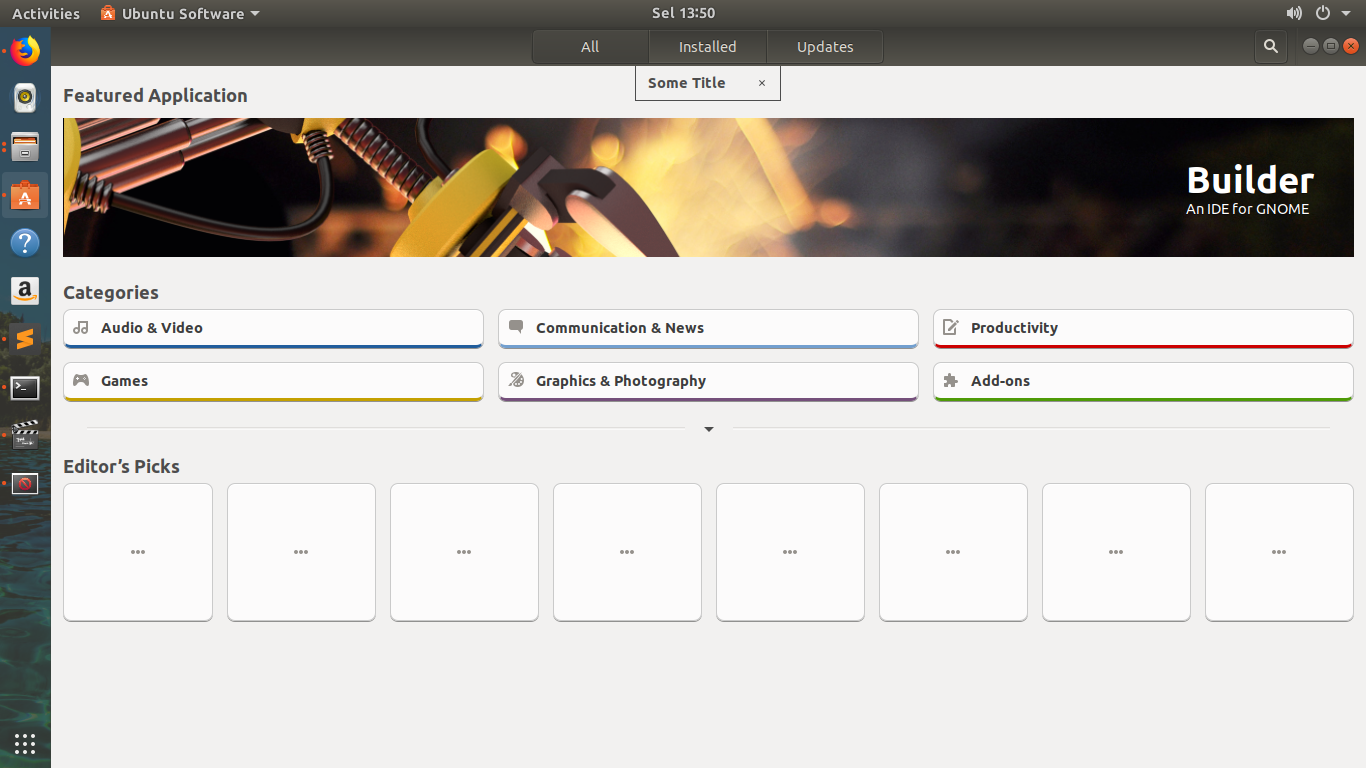 Activities
Ubuntu Software
Sel 13:50
All
Installed
Updates
Some Title
×
Featured Application
Builder
An IDE for GNOME
Categories
Audio & Video
Communication & News
Productivity
Games
Graphics & Photography
Add-ons
Editor’s Picks